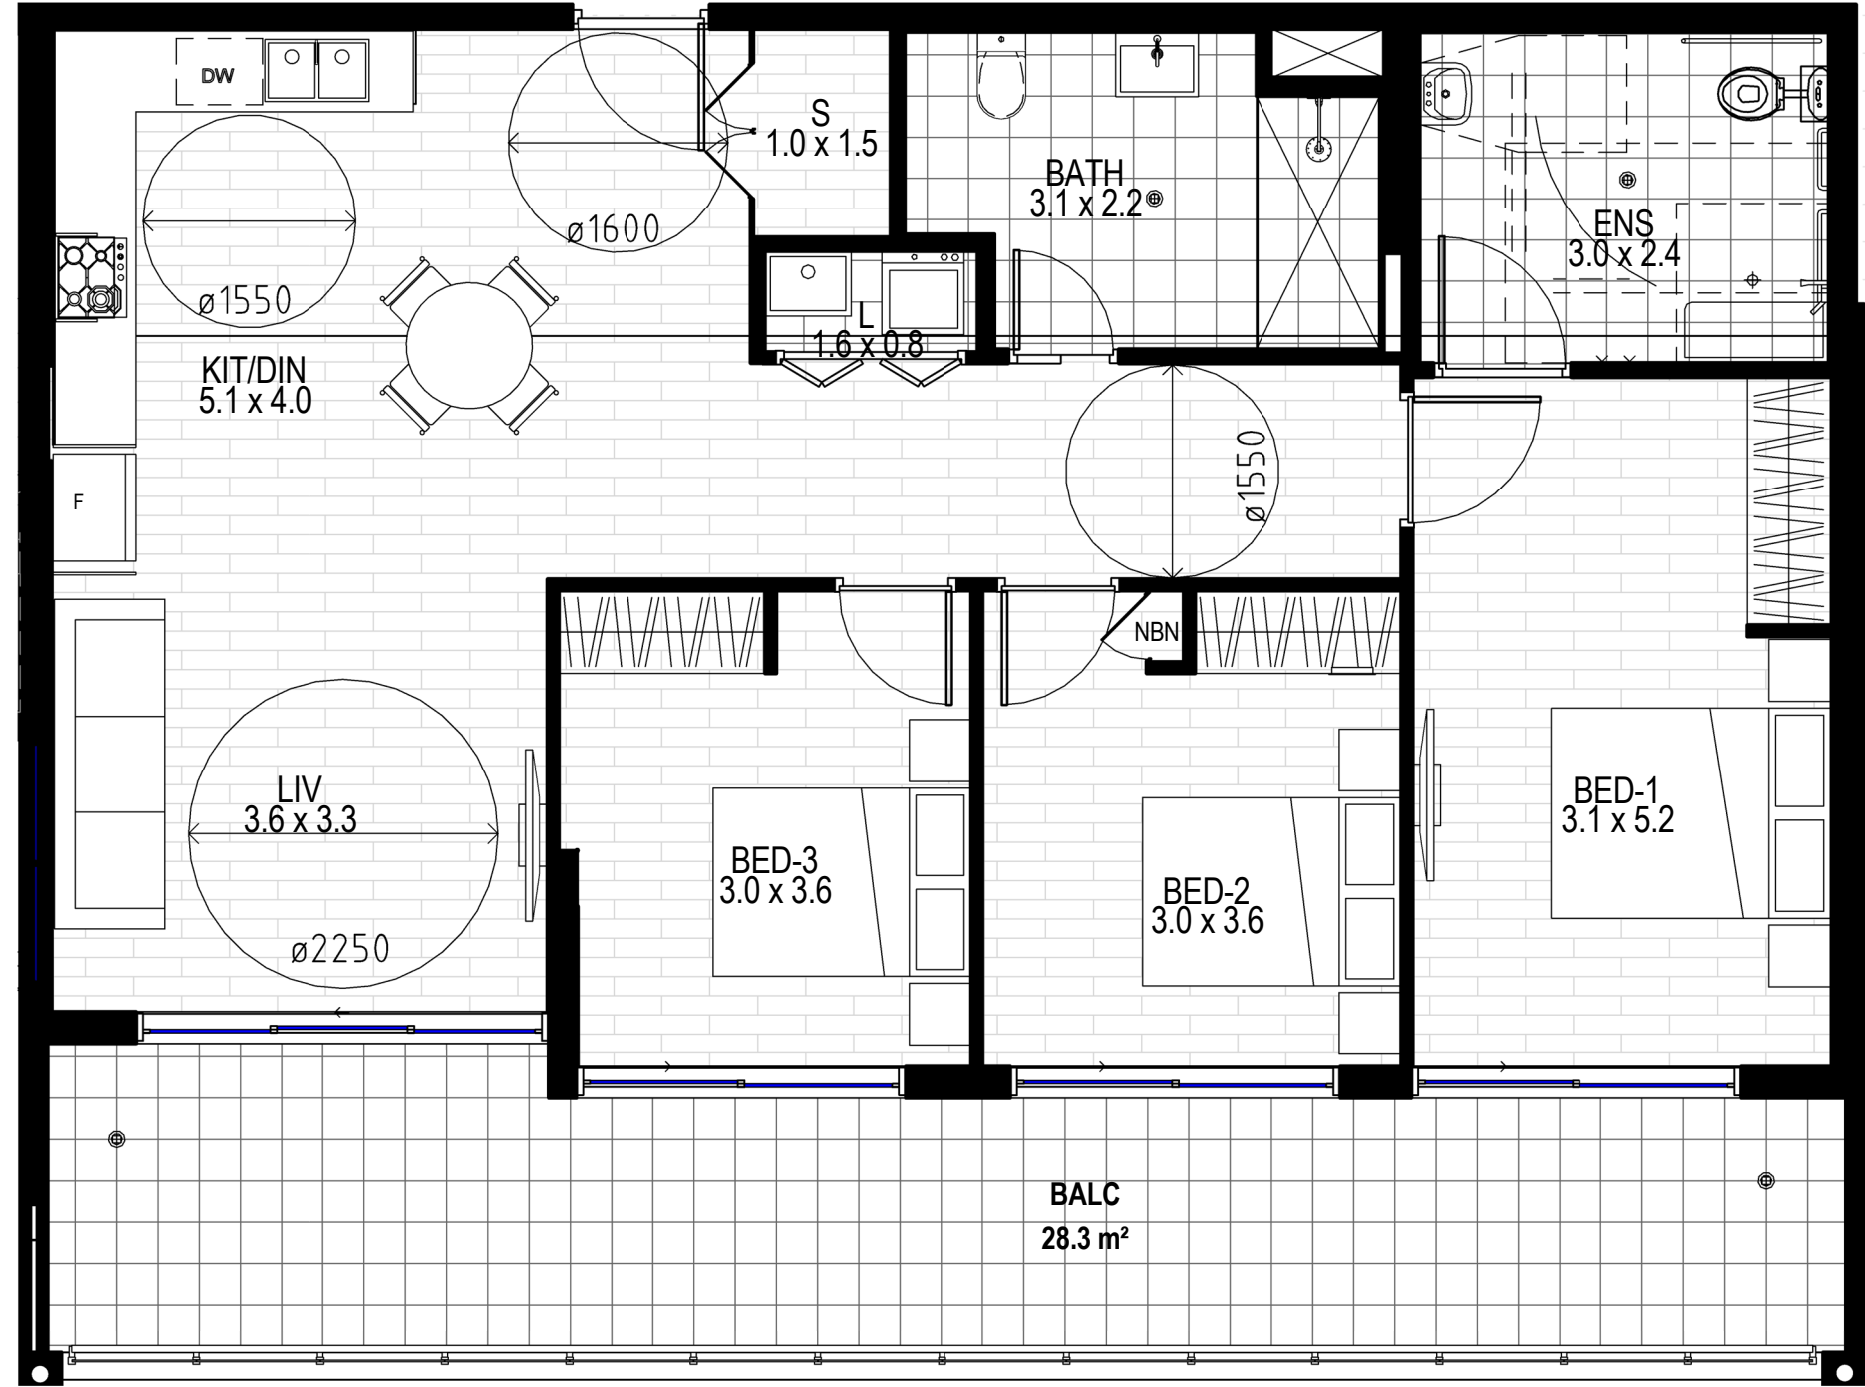 DW
S
1.0 x 1.5
BATH
3.1 x 2.2
ENS
3.0 x 2.4
ø1600
ø1550
L
1.6 x 0.8
KIT/DIN
5.1 x 4.0
F
ø1550
NBN
LIV
3.6 x 3.3
ø2250
BED-3
3.0 x 3.6
BED-2
3.0 x 3.6
BED-1
3.1 x 5.2
BALC
28.3 m²